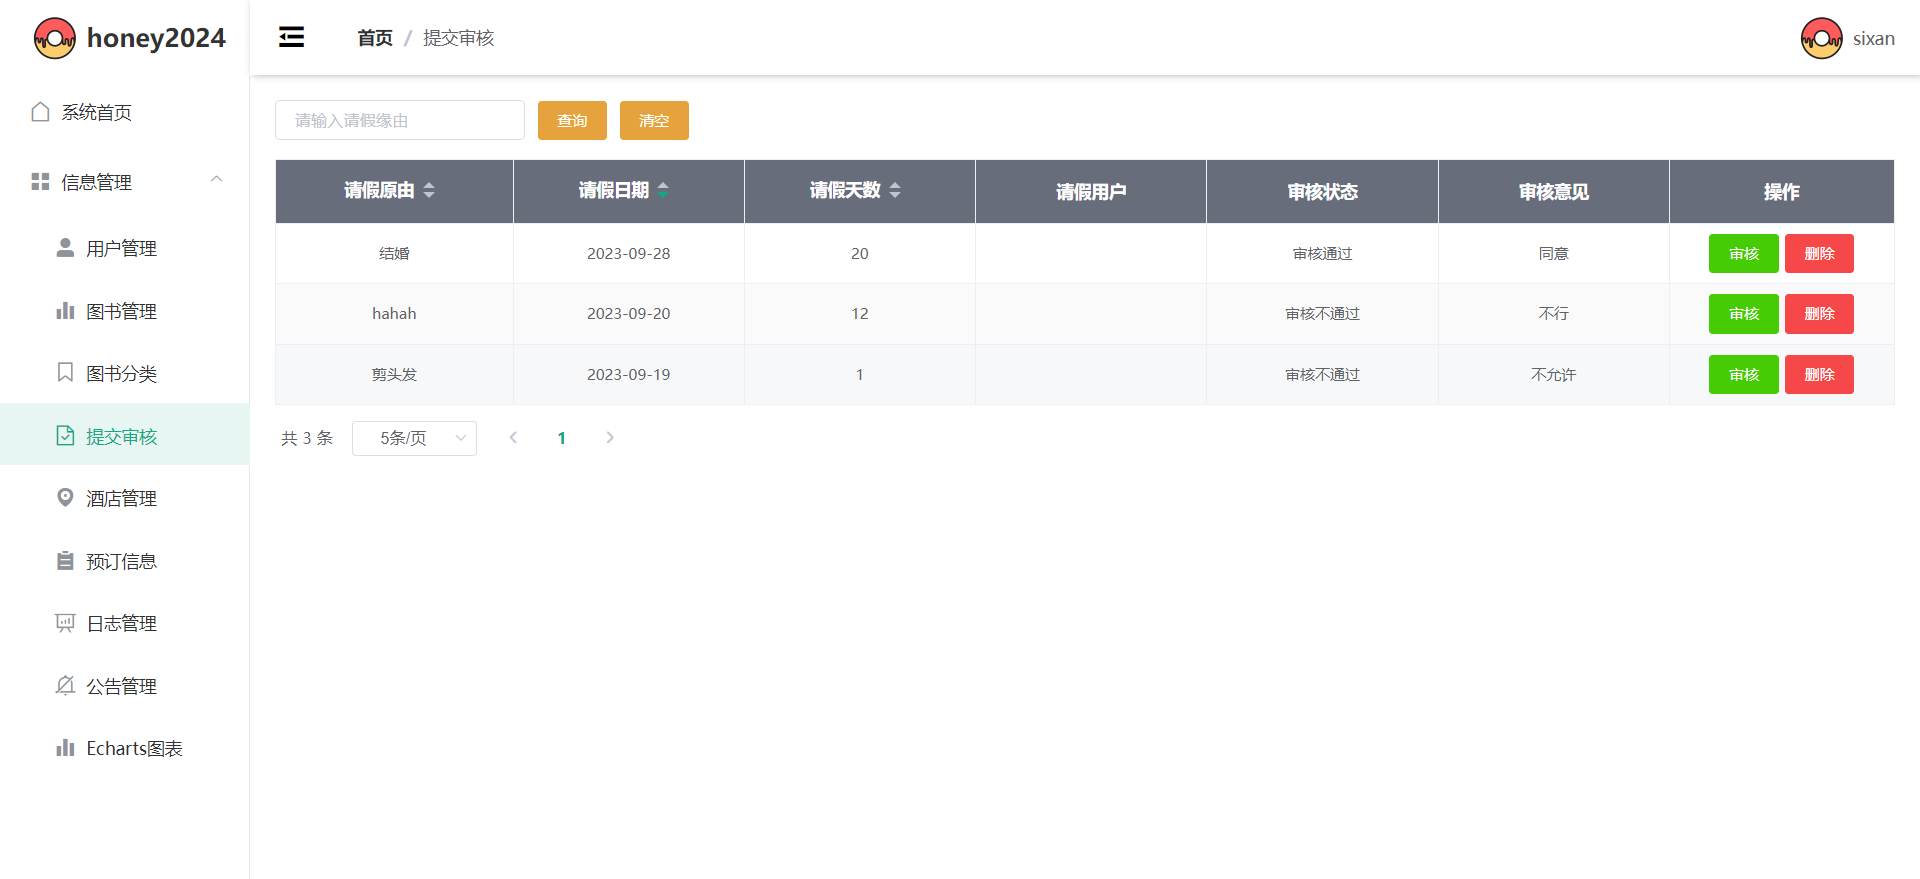 honey2024
首页 / 提交审核
sixan
系统首页
信息管理
用户管理
图书管理
图书分类
提交审核
酒店管理
预订信息
日志管理
公告管理
Echarts图表
请输入请假缘由 查询 清空
请假原由 请假日期 请假天数 请假用户 审核状态 审核意见 操作
结婚 2023-09-28 20 审核通过 同意 审核 删除
hahah 2023-09-20 12 审核不通过 不行 审核 删除
剪头发 2023-09-19 1 审核不通过 不允许 审核 删除
共 3 条 5条/页 1